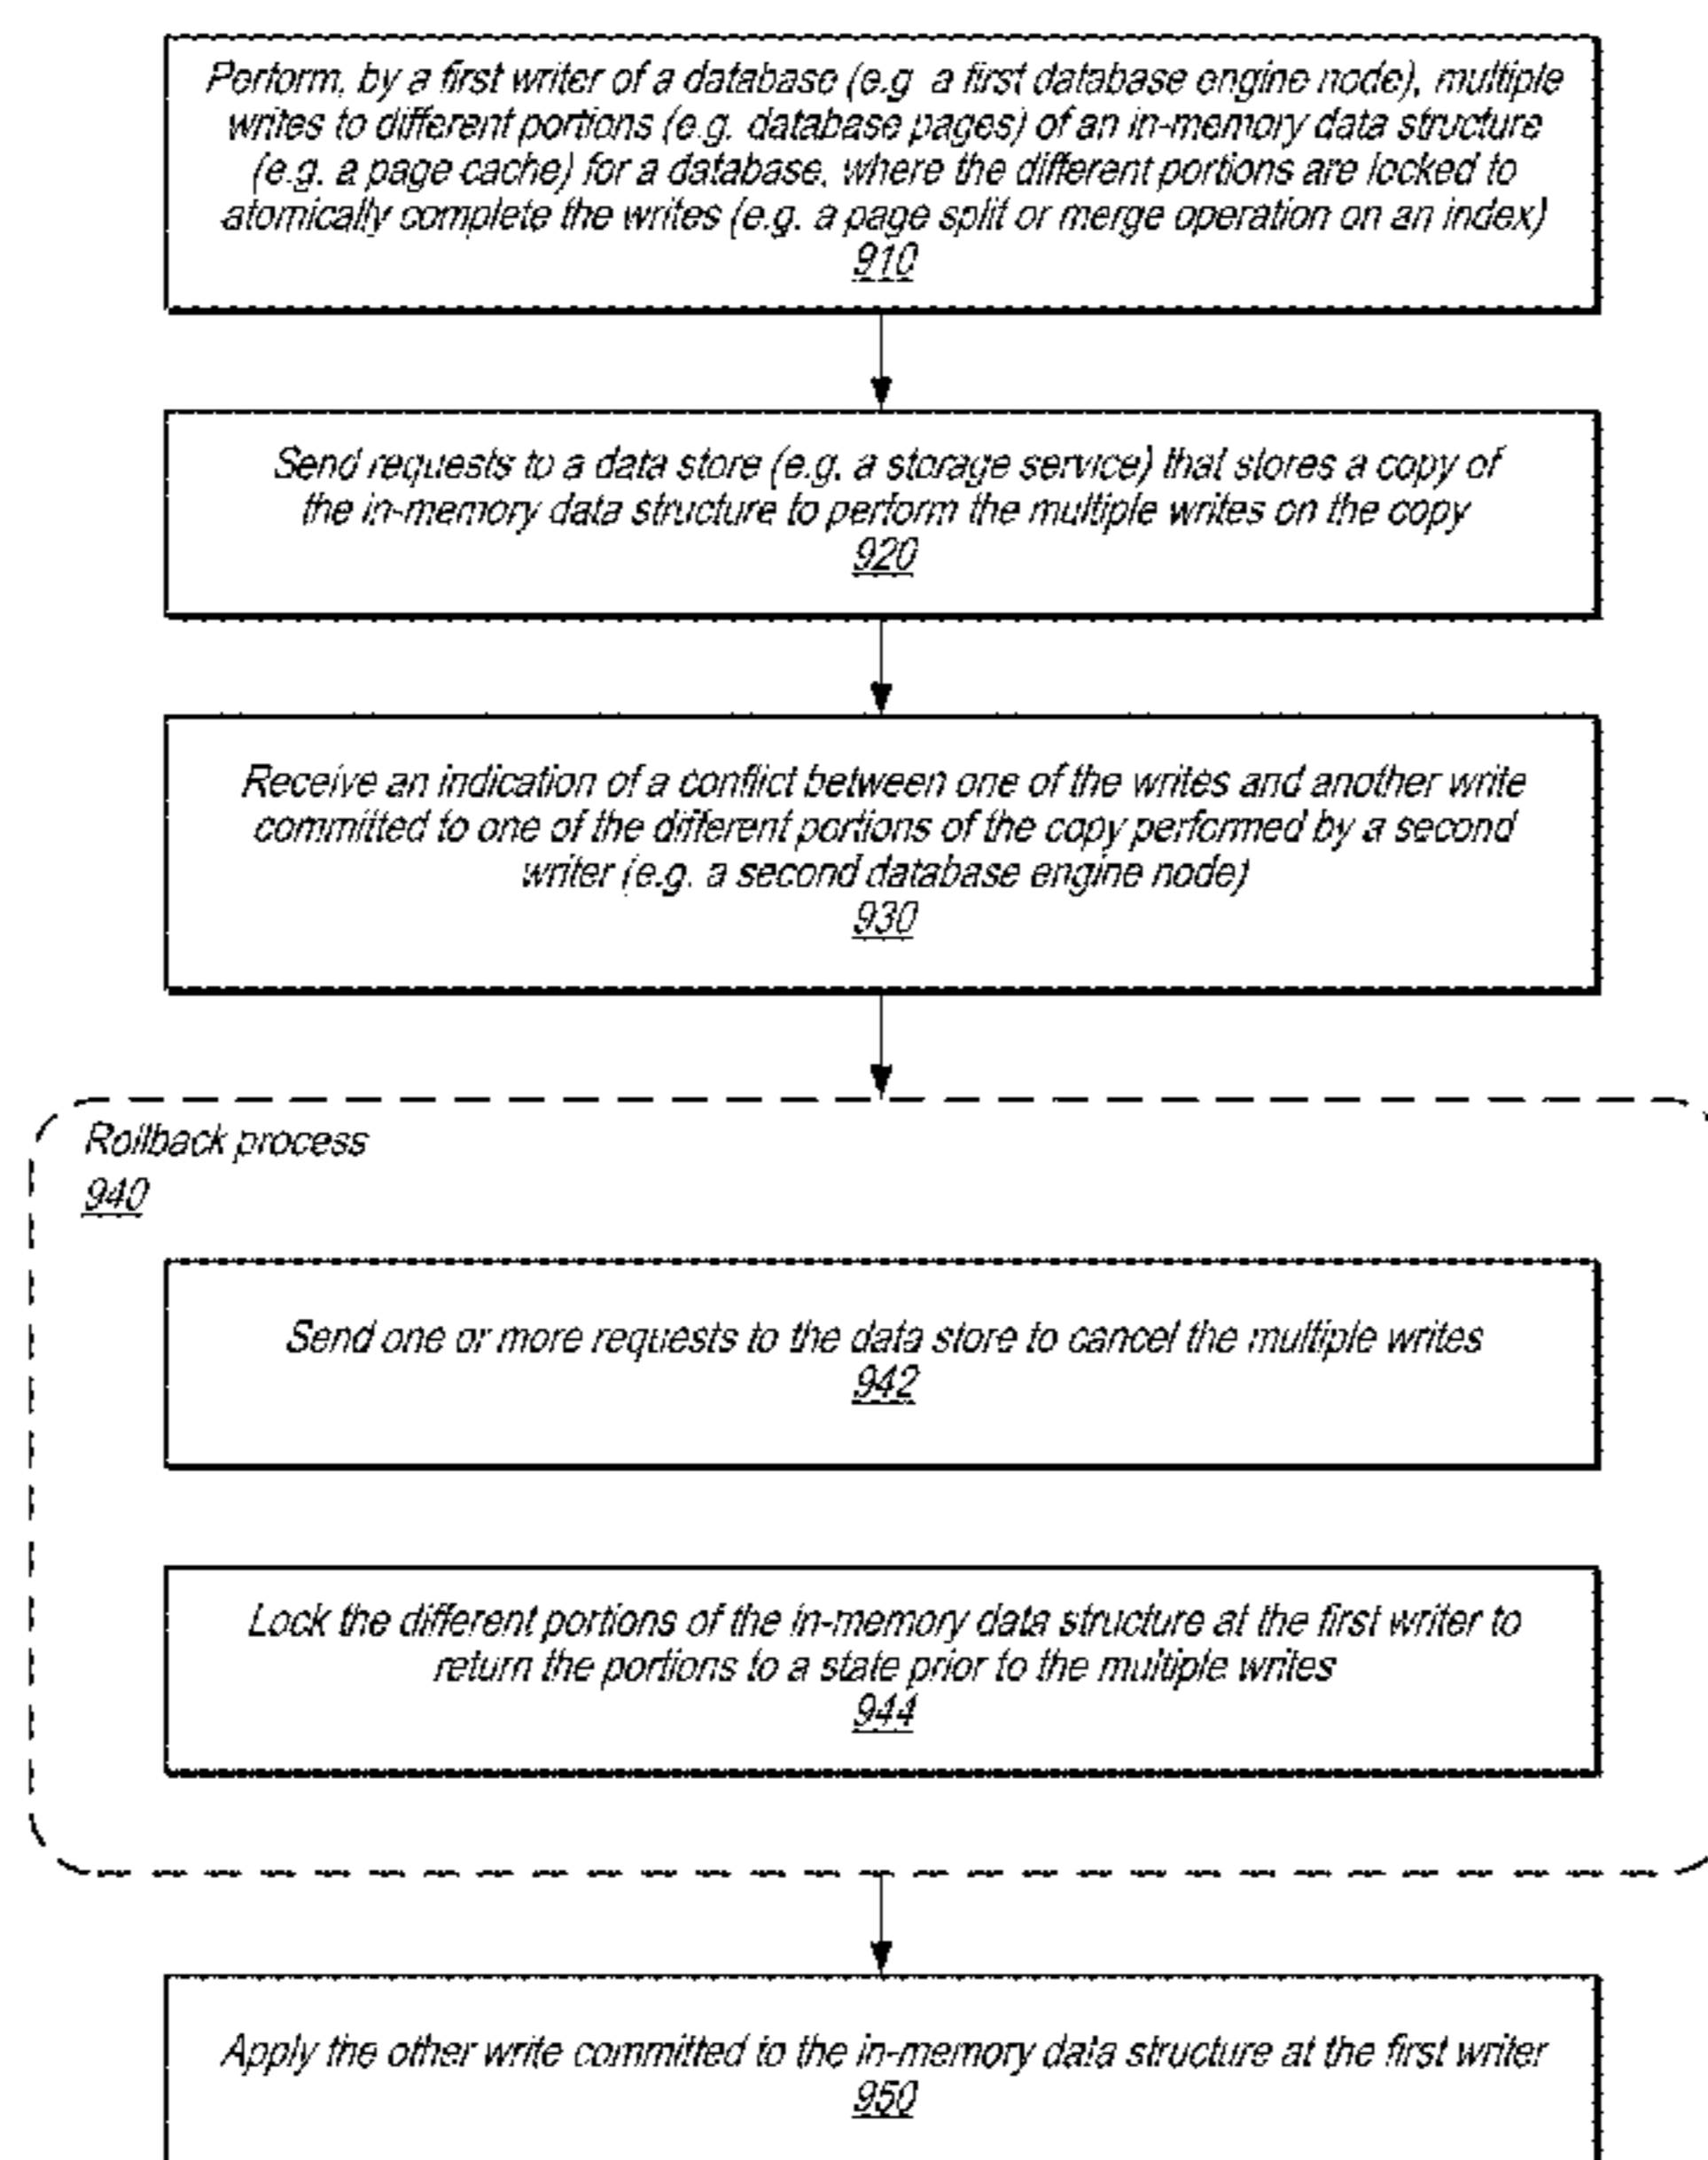 Perform, by a first writer of a database (e.g. a first database engine node), multiple
writes to different portions (e.g. database pages) of an in-memory data structure
(e.g. a page cache) for a database, where the different portions are locked to
atomically complete the writes (e.g. a page split or merge operation on an index)
910
Send requests to a data store (e.g. a storage service) that stores a copy of
the in-memory data structure to perform the multiple writes on the copy
920
Receive an indication of a conflict between one of the writes and another write
committed to one of the different portions of the copy performed by a second
writer (e.g. a second database engine node)
930
Rollback process
940
Send one or more requests to the data store to cancel the multiple writes
942
Lock the different portions of the in-memory data structure at the first writer to
return the portions to a state prior to the multiple writes
944
Apply the other write committed to the in-memory data structure at the first writer
950